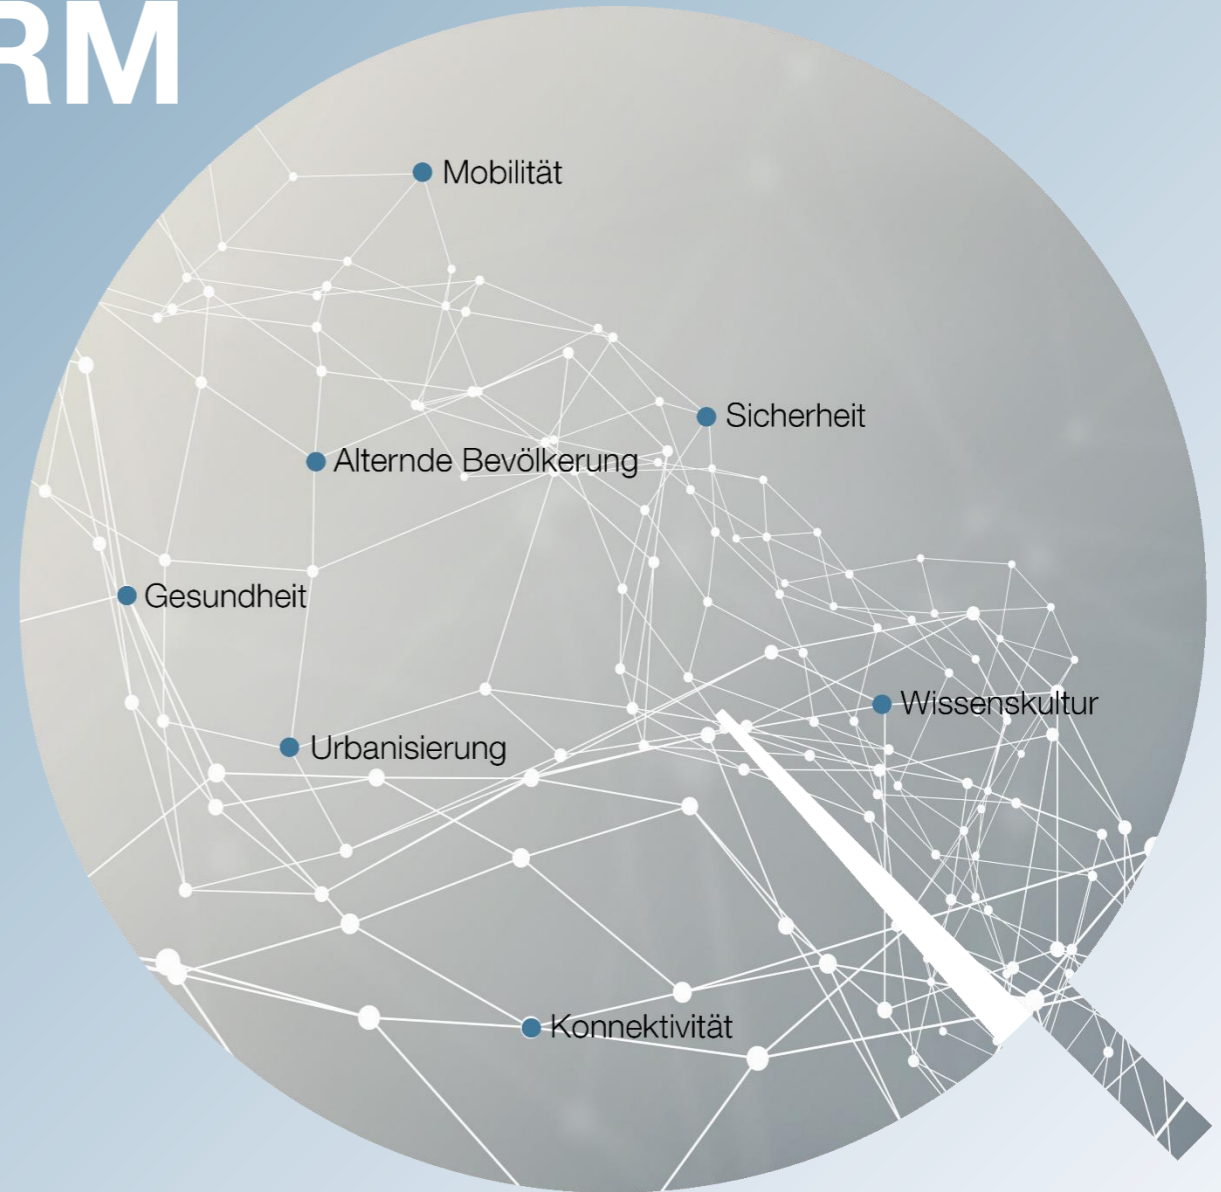 RM
Mobilität
Sicherheit
Alternde Bevölkerung
Gesundheit
Wissenskultur
Urbanisierung
Konnektivität